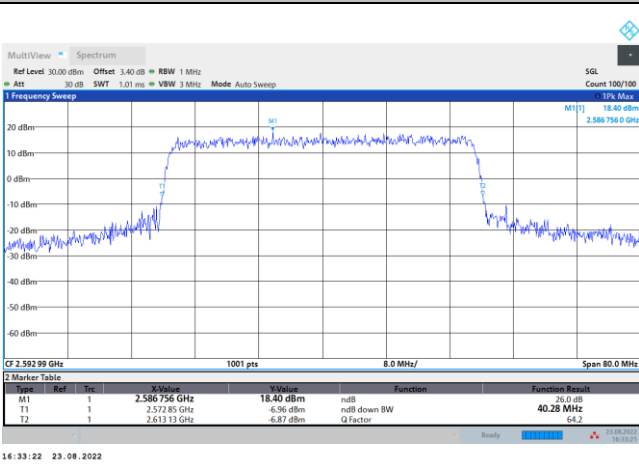 MultiView Spectrum
Ref Level 30.00 dBm Offset 3.40 dB RBW 1 MHz SGL
Att 30 dB SWT 1.01 ms VBW 3 MHz Mode Auto Sweep Count 100/100
1 Frequency Sweep 1Pk Max
M1[1] 18.40 dBm
2.586 756 0 GHz
M1
20 dBm
10 dBm
0 dBm
T1 T2
-10 dBm
-20 dBm
-30 dBm
-40 dBm
-50 dBm
-60 dBm
CF 2.592 99 GHz 1001 pts 8.0 MHz/ Span 80.0 MHz
2 Marker Table
Type Ref Trc X-Value Y-Value Function Function Result
M1 1 2.586 756 GHz 18.40 dBm ndB 26.0 dB
T1 1 2.572 85 GHz -6.96 dBm ndB down BW 40.28 MHz
T2 1 2.613 13 GHz -6.87 dBm Q Factor 64.2
Ready 23.08.2022
16:33:21
16:33:22 23.08.2022